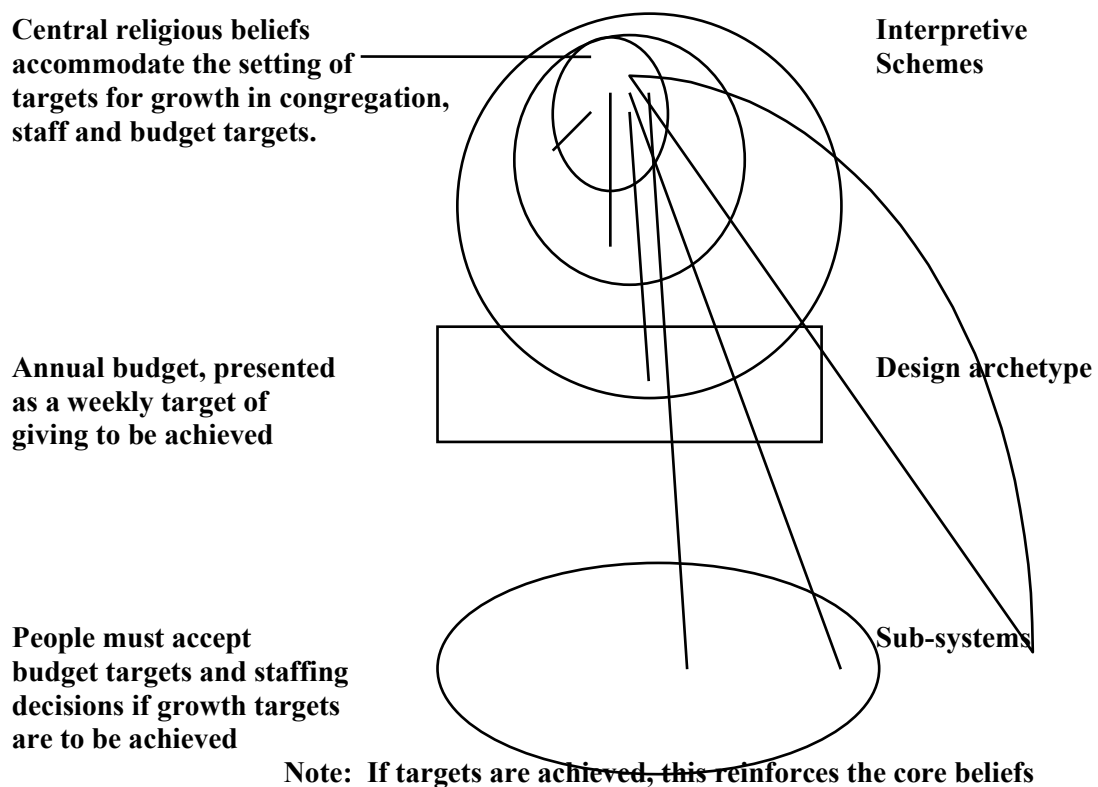 Central religious beliefs
accommodate the setting of
targets for growth in congregation,
staff and budget targets.
Interpretive
Schemes
Annual budget, presented
as a weekly target of
giving to be achieved
Design archetype
People must accept
budget targets and staffing
decisions if growth targets
are to be achieved
Sub-systems
Note: If targets are achieved, this reinforces the core beliefs